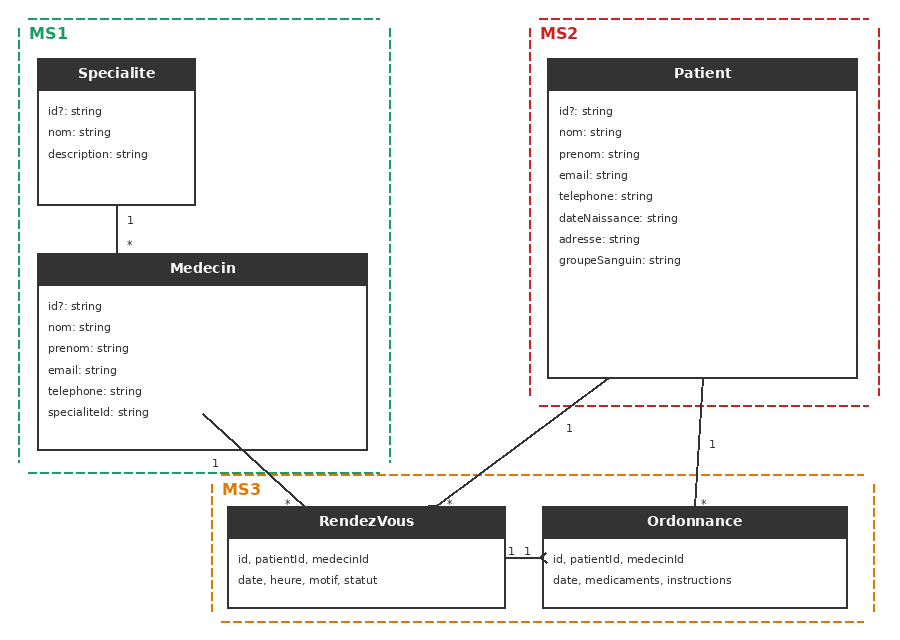 MS1
Specialite
id?: string
nom: string
description: string
1
*
Medecin
id?: string
nom: string
prenom: string
email: string
telephone: string
specialiteId: string
1
*
MS2
Patient
id?: string
nom: string
prenom: string
email: string
telephone: string
dateNaissance: string
adresse: string
groupeSanguin: string
1
*
1
*
MS3
RendezVous
id, patientId, medecinId
date, heure, motif, statut
1 1
Ordonnance
id, patientId, medecinId
date, medicaments, instructions